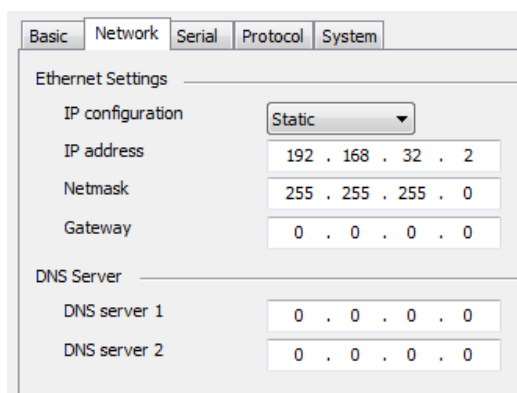 Basic Network Serial Protocol System
Ethernet Settings
IP configuration Static
IP address 192 . 168 . 32 . 2
Netmask 255 . 255 . 255 . 0
Gateway 0 . 0 . 0 . 0
DNS Server
DNS server 1 0 . 0 . 0 . 0
DNS server 2 0 . 0 . 0 . 0